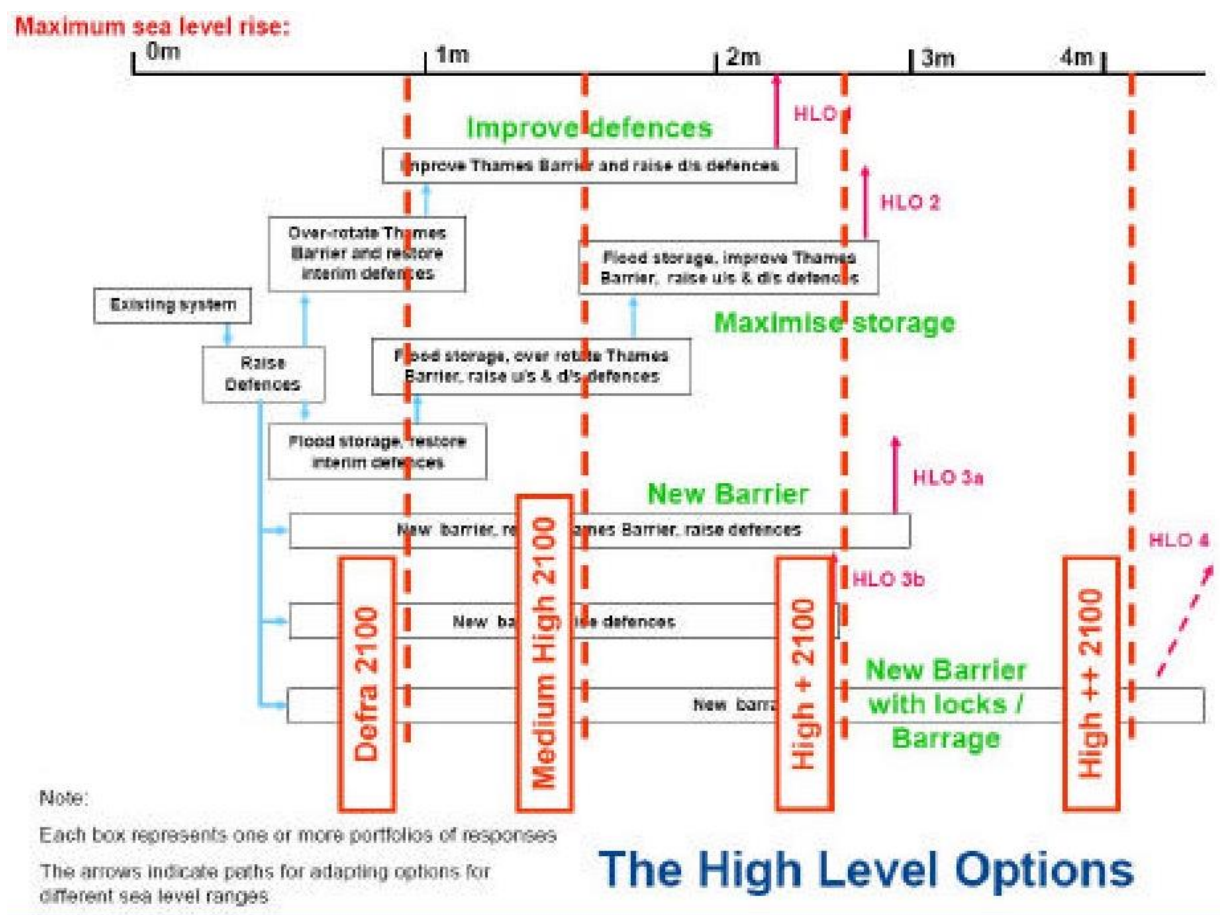 Maximum sea level rise:
0m
1m
2m
3m
4m
HLO
Improve defences
Improve Thames Barrier and raise d/s defences
HLO 2
Over-rotate Thames
Barrier and restore
interim defences
Flood storage, improve Thames
Barrier, raise u/s & d/s defences
Existing system
Maximise storage
Raise
Defences
Flood storage, over rotate Thames
Barrier, raise u/s & d/s defences
Flood storage, restore
interim defences
HLO 3a
New Barrier
New barrier, Barrier, raise defences
HLO 4
HLO 3b
New defences
New Barrier
with locks /
Barrage
New
Defra 2100
Medium High 2100
High + 2100
High ++ 2100
Note:
Each box represents one or more portfolios of responses
The arrows indicate paths for adapting options for
different sea level ranges
The High Level Options